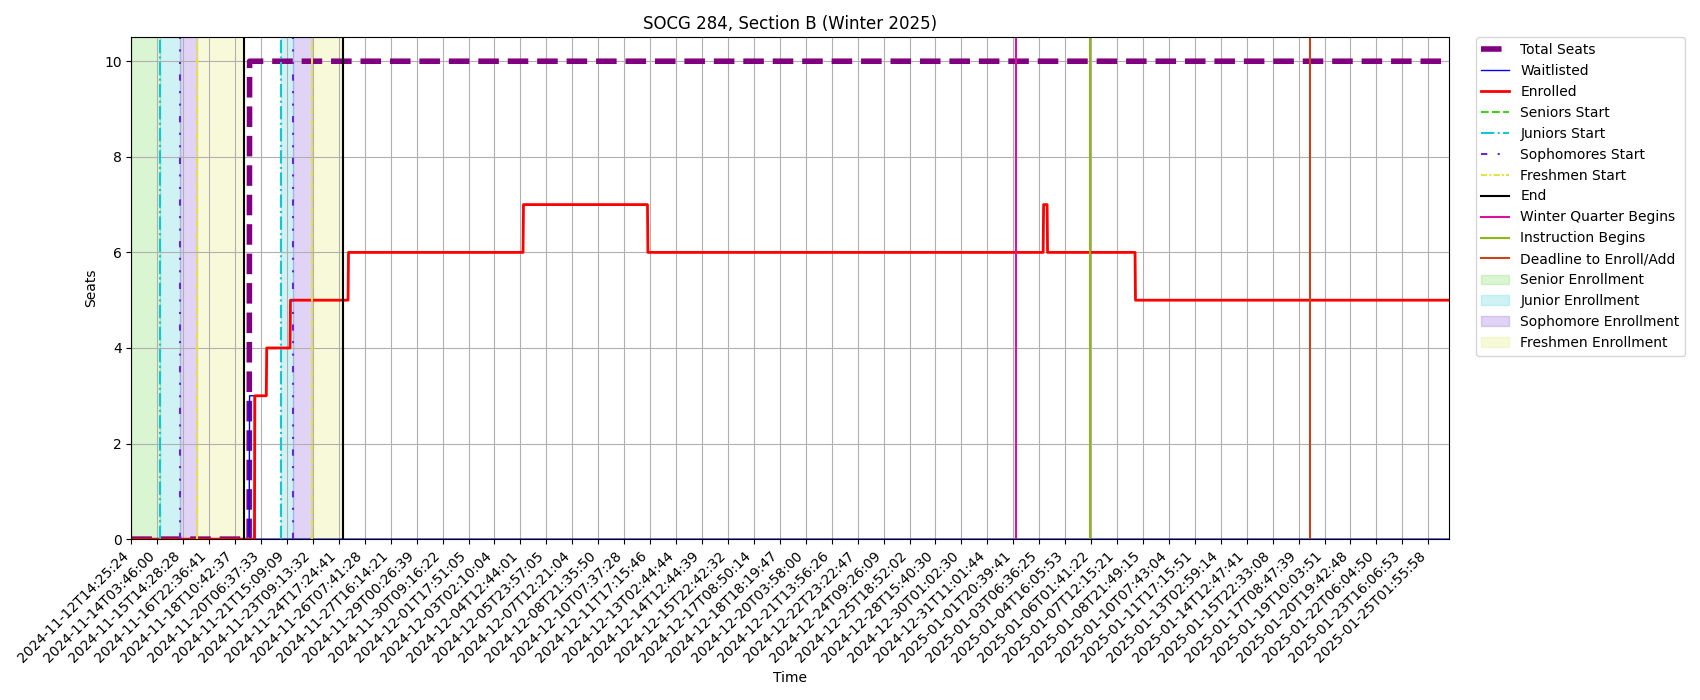 SOCG 284, Section B (Winter 2025)
10
8
6
4
2
0
Seats
2024-11-12T14:25:24
2024-11-14T03:46:00
2024-11-15T14:28:28
2024-11-16T22:36:41
2024-11-18T10:42:37
2024-11-20T06:37:33
2024-11-21T15:09:09
2024-11-23T09:13:32
2024-11-24T17:24:41
2024-11-26T07:41:28
2024-11-27T16:14:21
2024-11-29T00:26:39
2024-11-30T09:16:22
2024-12-01T17:51:05
2024-12-03T02:10:04
2024-12-04T12:44:01
2024-12-05T23:57:05
2024-12-07T12:21:04
2024-12-08T21:35:50
2024-12-10T07:37:28
2024-12-11T17:15:46
2024-12-13T02:44:44
2024-12-14T12:44:39
2024-12-15T22:42:32
2024-12-17T08:50:14
2024-12-18T18:19:47
2024-12-20T03:58:00
2024-12-21T13:56:26
2024-12-22T23:22:47
2024-12-24T09:26:09
2024-12-25T18:52:02
2024-12-28T15:40:30
2024-12-30T01:02:30
2024-12-31T11:01:44
2025-01-01T20:39:41
2025-01-03T06:36:25
2025-01-04T16:05:53
2025-01-06T01:41:22
2025-01-07T12:15:21
2025-01-08T21:49:15
2025-01-10T07:43:04
2025-01-11T17:15:51
2025-01-13T02:59:14
2025-01-14T12:47:41
2025-01-15T22:33:08
2025-01-17T08:47:39
2025-01-19T10:03:51
2025-01-20T19:42:48
2025-01-22T06:04:50
2025-01-23T16:06:53
2025-01-25T01:55:58
Time
Total Seats
Waitlisted
Enrolled
Seniors Start
Juniors Start
Sophomores Start
Freshmen Start
End
Winter Quarter Begins
Instruction Begins
Deadline to Enroll/Add
Senior Enrollment
Junior Enrollment
Sophomore Enrollment
Freshmen Enrollment